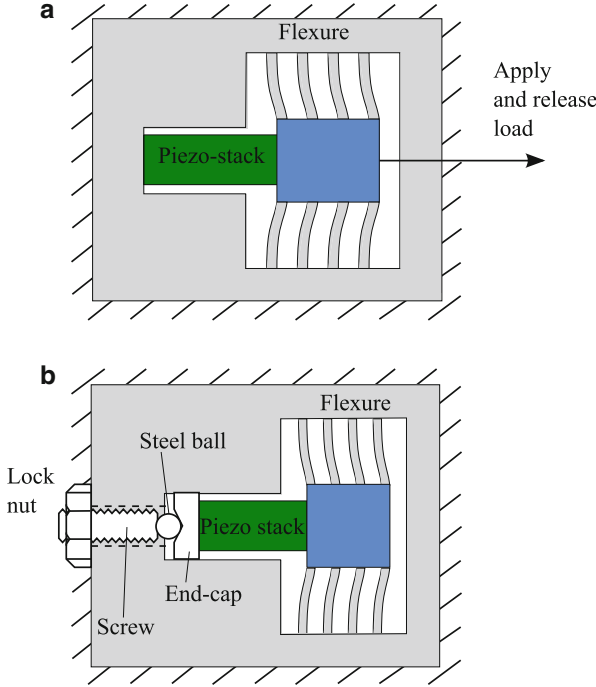 a
Flexure
Apply
and release
load
Piezo-stack
b
Flexure
Steel ball
Lock
nut
Piezo stack
End-cap
Screw